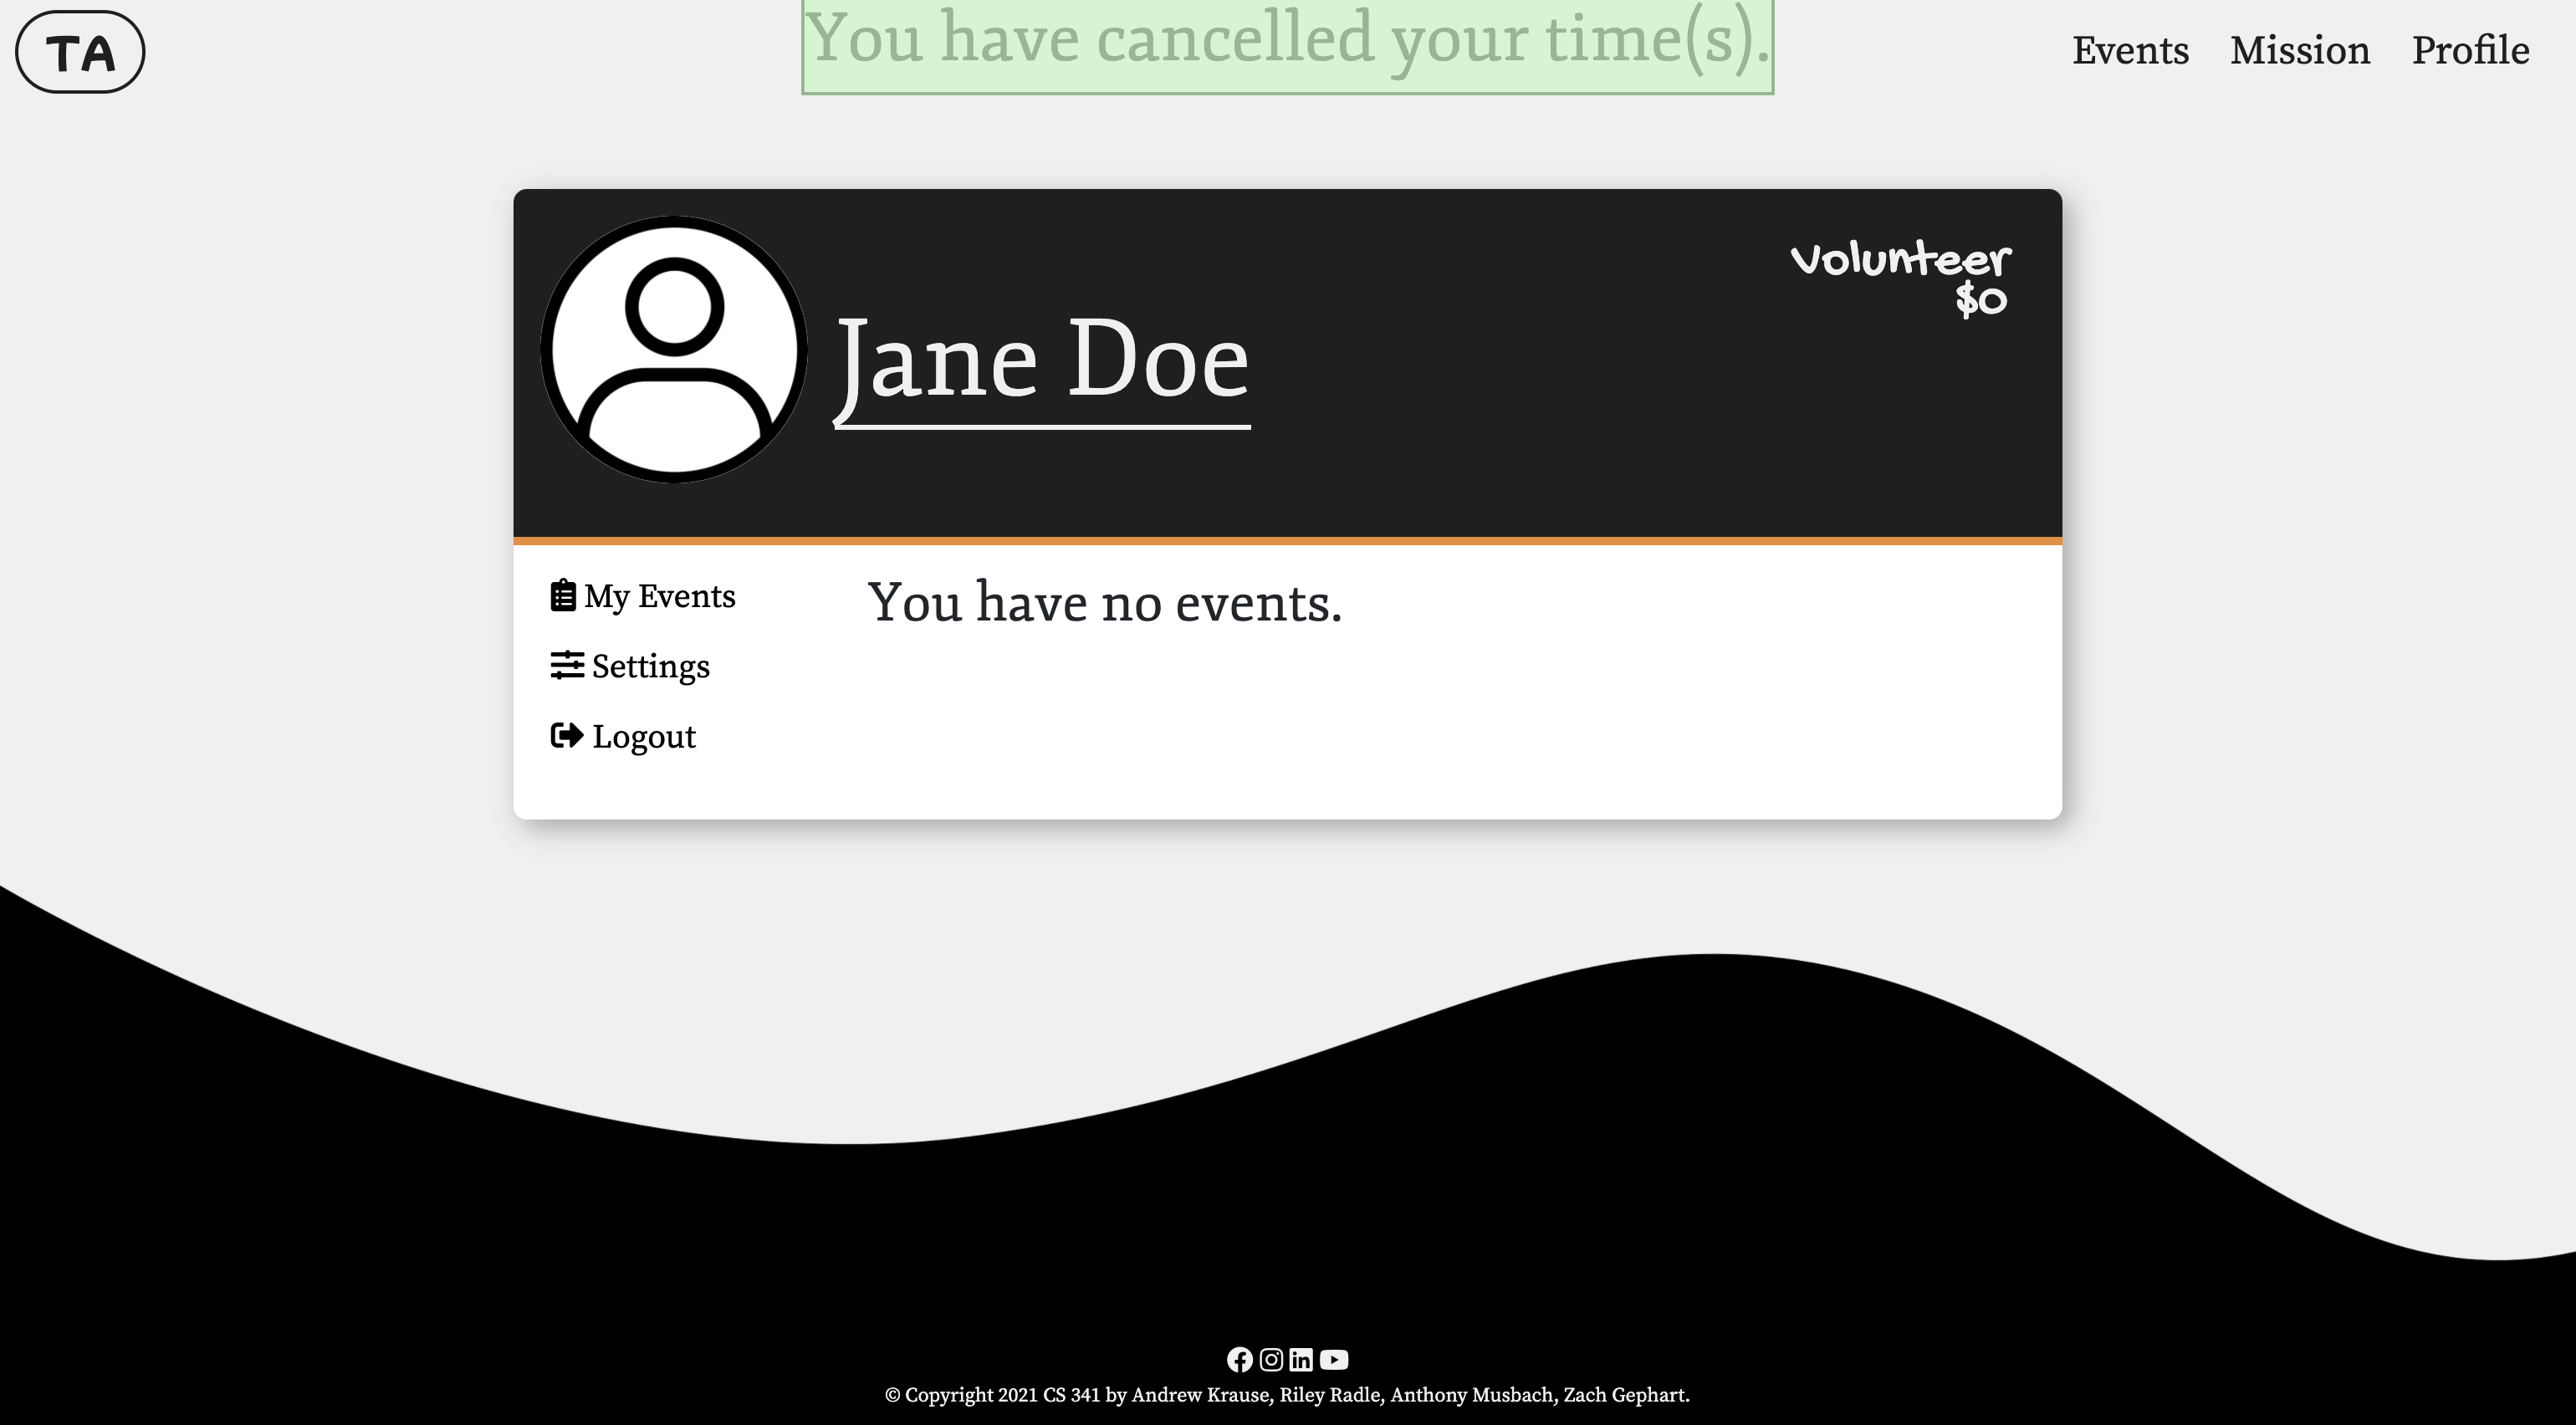 TA
You have cancelled your time(s).
Events Mission Profile
Volunteer
$0
Jane Doe
My Events
You have no events.
Settings
Logout
© Copyright 2021 CS 341 by Andrew Krause, Riley Radle, Anthony Musbach, Zach Gephart.